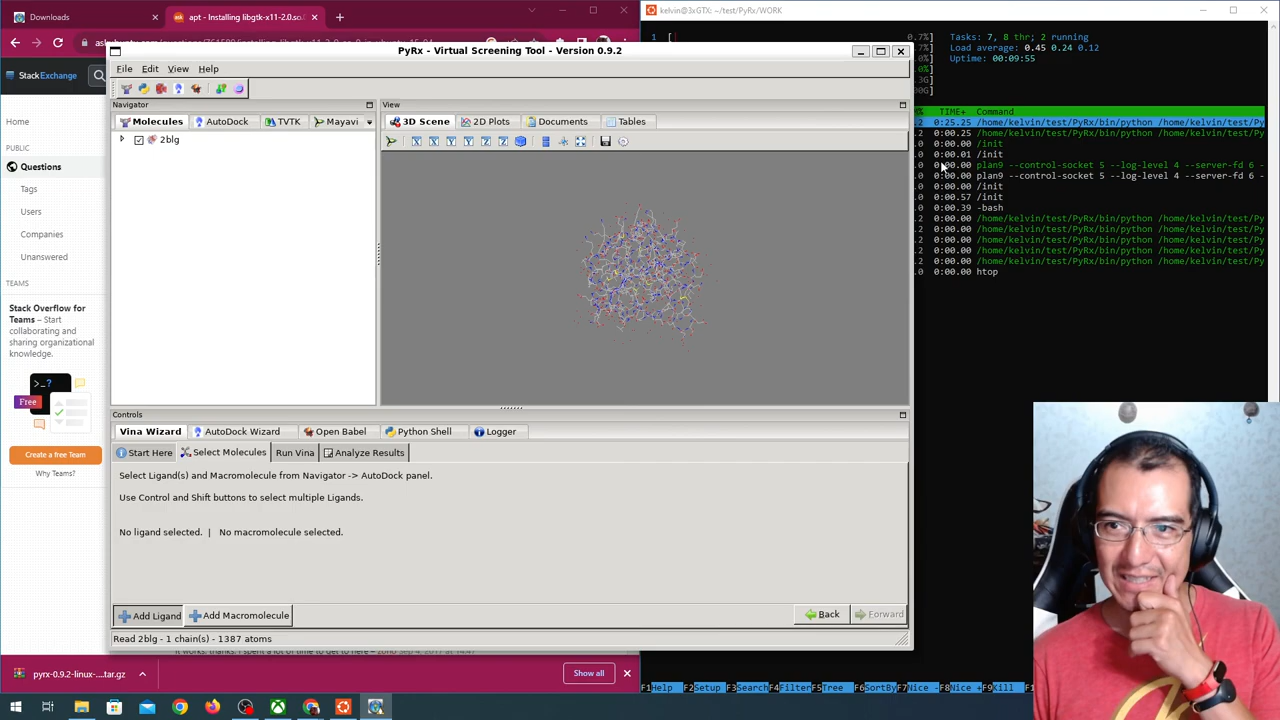 Downloads
apt - Installing libgtk-x11-2.0.so.
kelvin@3xGTX: ~/test/PyRx/WORK
StackExchange
Home
PUBLIC
Questions
Tags
Users
Companies
Unanswered
TEAMS
Stack Overflow for
Teams – Start
collaborating and
sharing organizational
knowledge.
Free
Create a free Team
Why Teams?
PyRx - Virtual Screening Tool - Version 0.9.2
File Edit View Help
Navigator
Molecules AutoDock TVTK Mayavi
2blg
View
3D Scene 2D Plots Documents Tables
Controls
Vina Wizard AutoDock Wizard Open Babel Python Shell Logger
Start Here Select Molecules Run Vina Analyze Results
Select Ligand(s) and Macromolecule from Navigator -> AutoDock panel.
Use Control and Shift buttons to select multiple Ligands.
No ligand selected. | No macromolecule selected.
Add Ligand Add Macromolecule Back Forward
Read 2blg - 1 chain(s) - 1387 atoms
1 [| 0.7%] Tasks: 7, 8 thr; 2 running
Load average: 0.45 0.24 0.12
Uptime: 00:09:55
TIME+ Command
0:25.25 /home/kelvin/test/PyRx/bin/python /home/kelvin/test/Py
0:00.25 /home/kelvin/test/PyRx/bin/python /home/kelvin/test/Py
0:00.00 /init
0:00.01 /init
0:00.00 plan9 --control-socket 5 --log-level 4 --server-fd 6 -
0:00.00 plan9 --control-socket 5 --log-level 4 --server-fd 6 -
0:00.00 /init
0:00.57 /init
0:00.39 -bash
0:00.00 /home/kelvin/test/PyRx/bin/python /home/kelvin/test/Py
0:00.00 /home/kelvin/test/PyRx/bin/python /home/kelvin/test/Py
0:00.00 /home/kelvin/test/PyRx/bin/python /home/kelvin/test/Py
0:00.00 /home/kelvin/test/PyRx/bin/python /home/kelvin/test/Py
0:00.00 /home/kelvin/test/PyRx/bin/python /home/kelvin/test/Py
0:00.00 htop
F1Help F2Setup F3Search F4Filter F5Tree F6SortBy F7Nice - F8Nice + F9Kill
pyrx-0.9.2-linux-....tar.gz
Show all